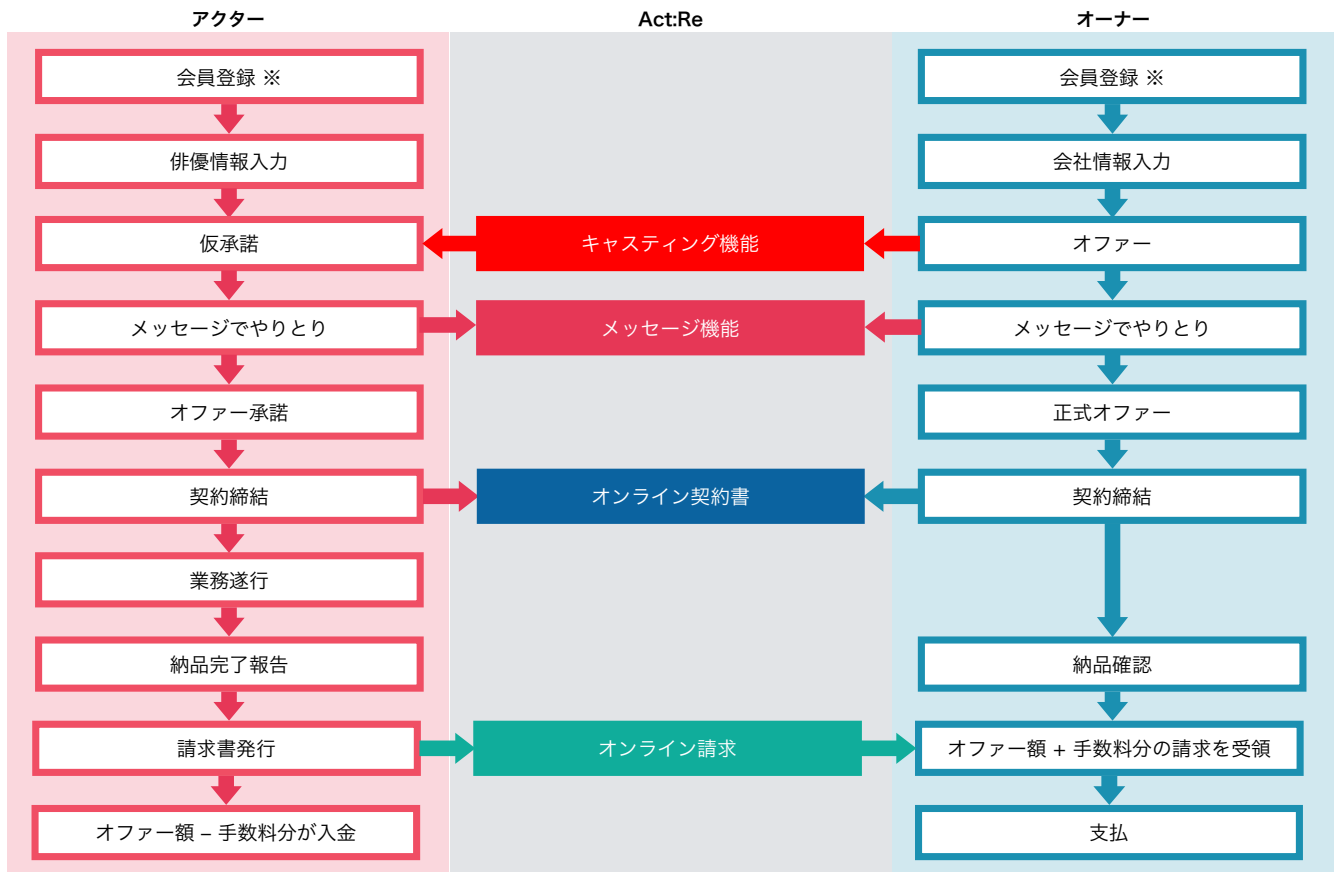 アクター
Act:Re
オーナー
会員登録 ※
会員登録 ※
俳優情報入力
会社情報入力
仮承諾
キャスティング機能
オファー
メッセージでやりとり
メッセージ機能
メッセージでやりとり
オファー承諾
正式オファー
契約締結
オンライン契約書
契約締結
業務遂行
納品完了報告
納品確認
請求書発行
オンライン請求
オファー額 + 手数料分の請求を受領
オファー額 – 手数料分が入金
支払